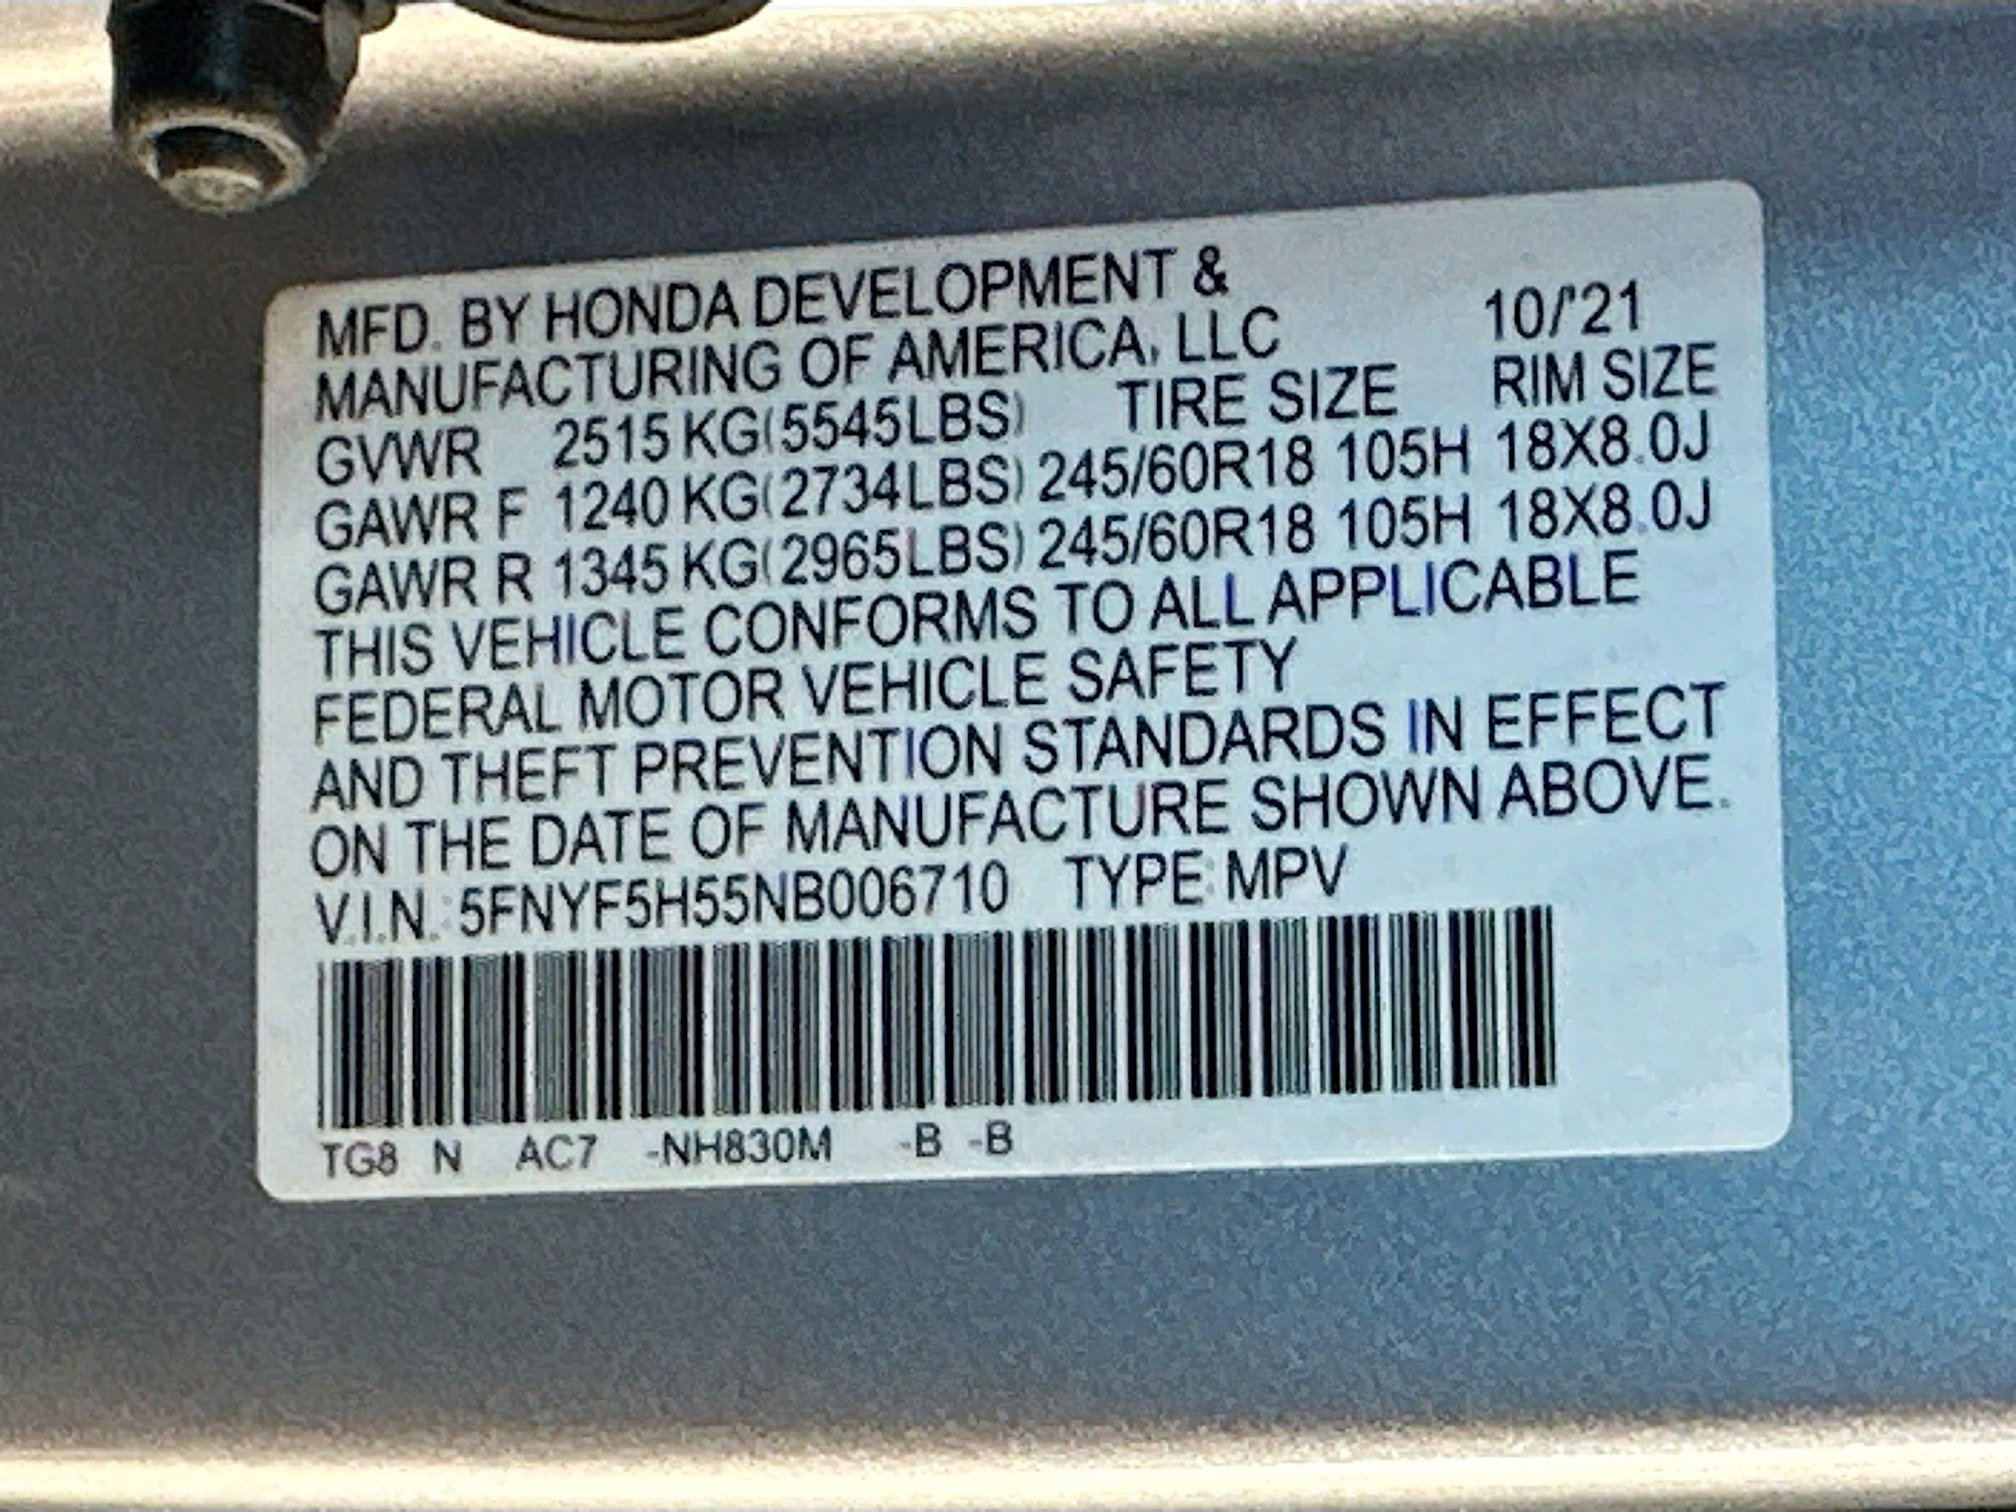 MFD. BY HONDA DEVELOPMENT &
MANUFACTURING OF AMERICA, LLC 10/'21
GVWR 2515 KG(5545LBS) TIRE SIZE RIM SIZE
GAWR F 1240 KG(2734LBS) 245/60R18 105H 18X8.0J
GAWR R 1345 KG(2965LBS) 245/60R18 105H 18X8.0J
THIS VEHICLE CONFORMS TO ALL APPLICABLE
FEDERAL MOTOR VEHICLE SAFETY
AND THEFT PREVENTION STANDARDS IN EFFECT
ON THE DATE OF MANUFACTURE SHOWN ABOVE.
V.I.N.: 5FNYF5H55NB006710 TYPE: MPV
TG8 N AC7 -NH830M -B -B